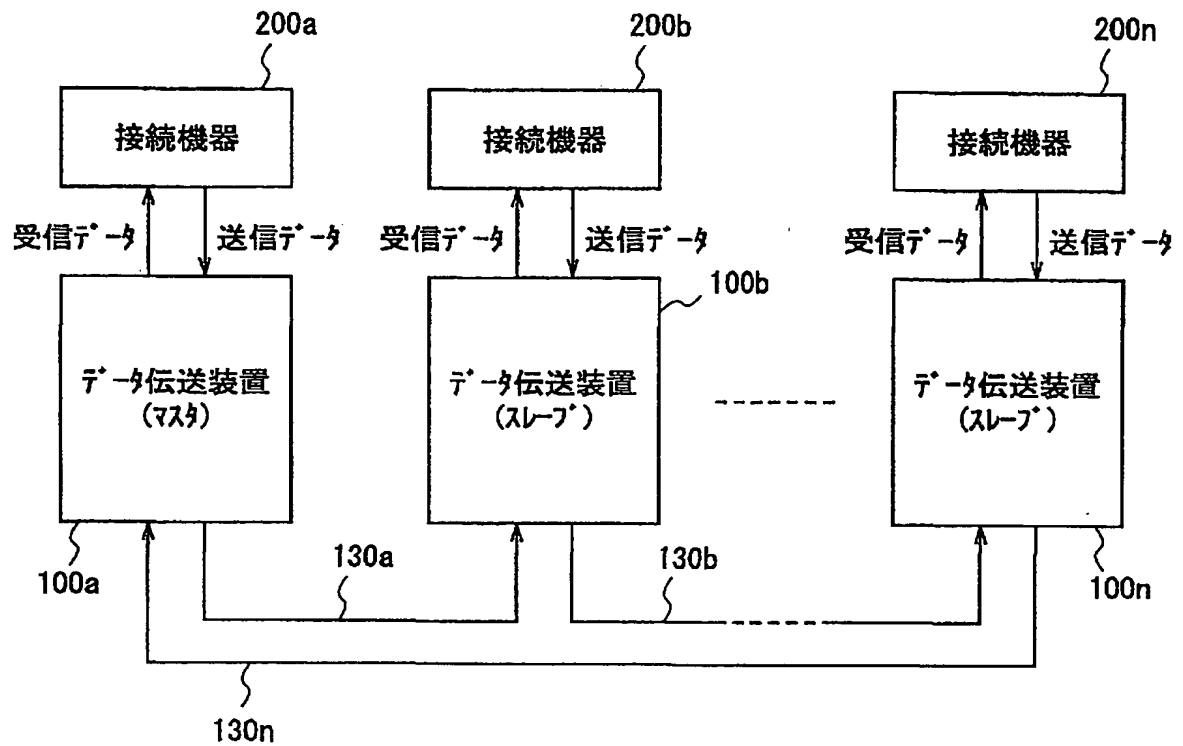 200a
200b
200n
接続機器
接続機器
接続機器
受信データ
送信データ
受信データ
送信データ
受信データ
送信データ
100b
データ伝送装置
(マスタ)
データ伝送装置
(スレーブ)
データ伝送装置
(スレーブ)
100a
130a
130b
100n
130n